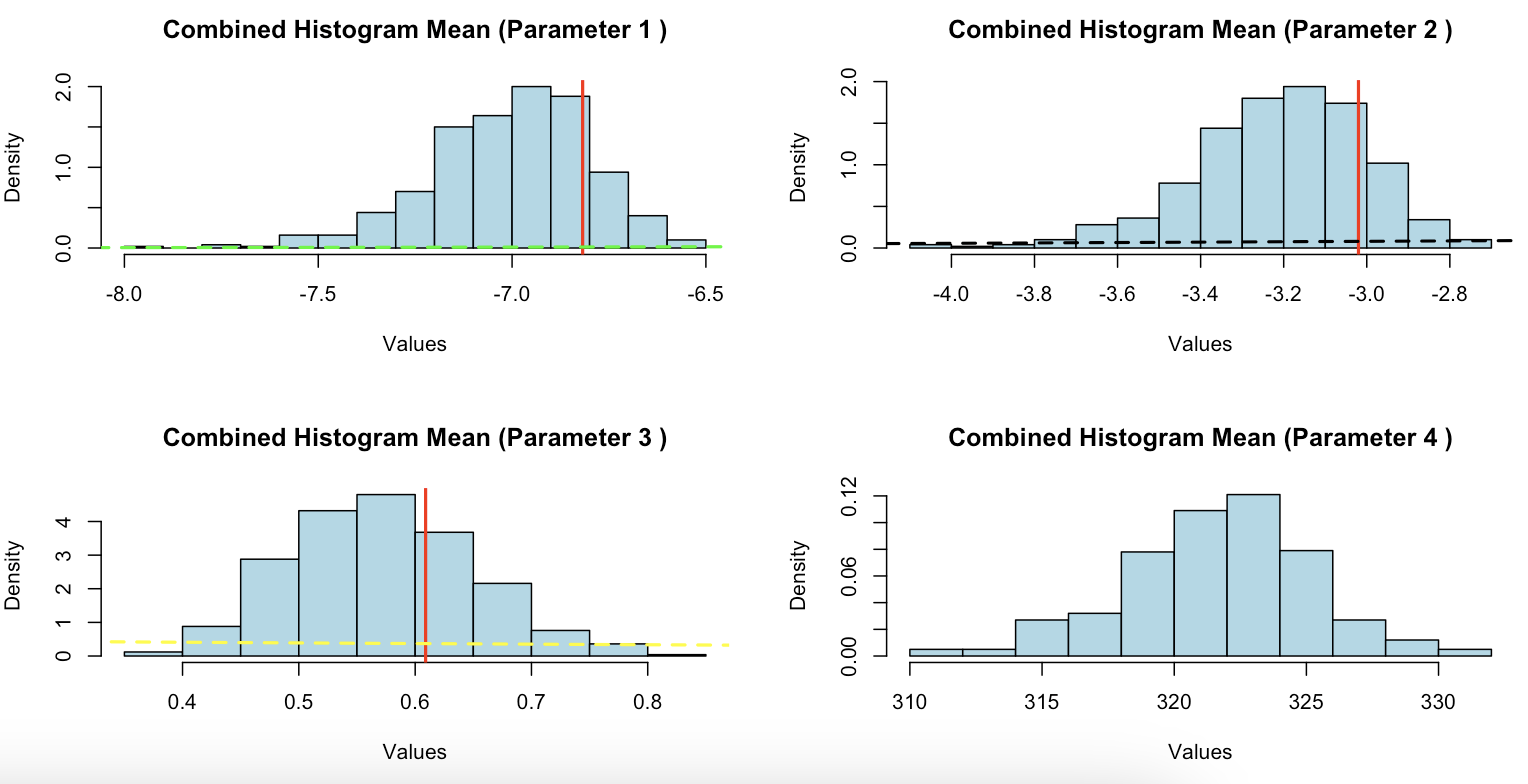 Combined Histogram Mean (Parameter 1 )
Density
0.0 1.0 2.0
-8.0 -7.5 -7.0 -6.5
Values
Combined Histogram Mean (Parameter 2 )
Density
0.0 1.0 2.0
-4.0 -3.8 -3.6 -3.4 -3.2 -3.0 -2.8
Values
Combined Histogram Mean (Parameter 3 )
Density
0 1 2 3 4
0.4 0.5 0.6 0.7 0.8
Values
Combined Histogram Mean (Parameter 4 )
Density
0.00 0.06 0.12
310 315 320 325 330
Values